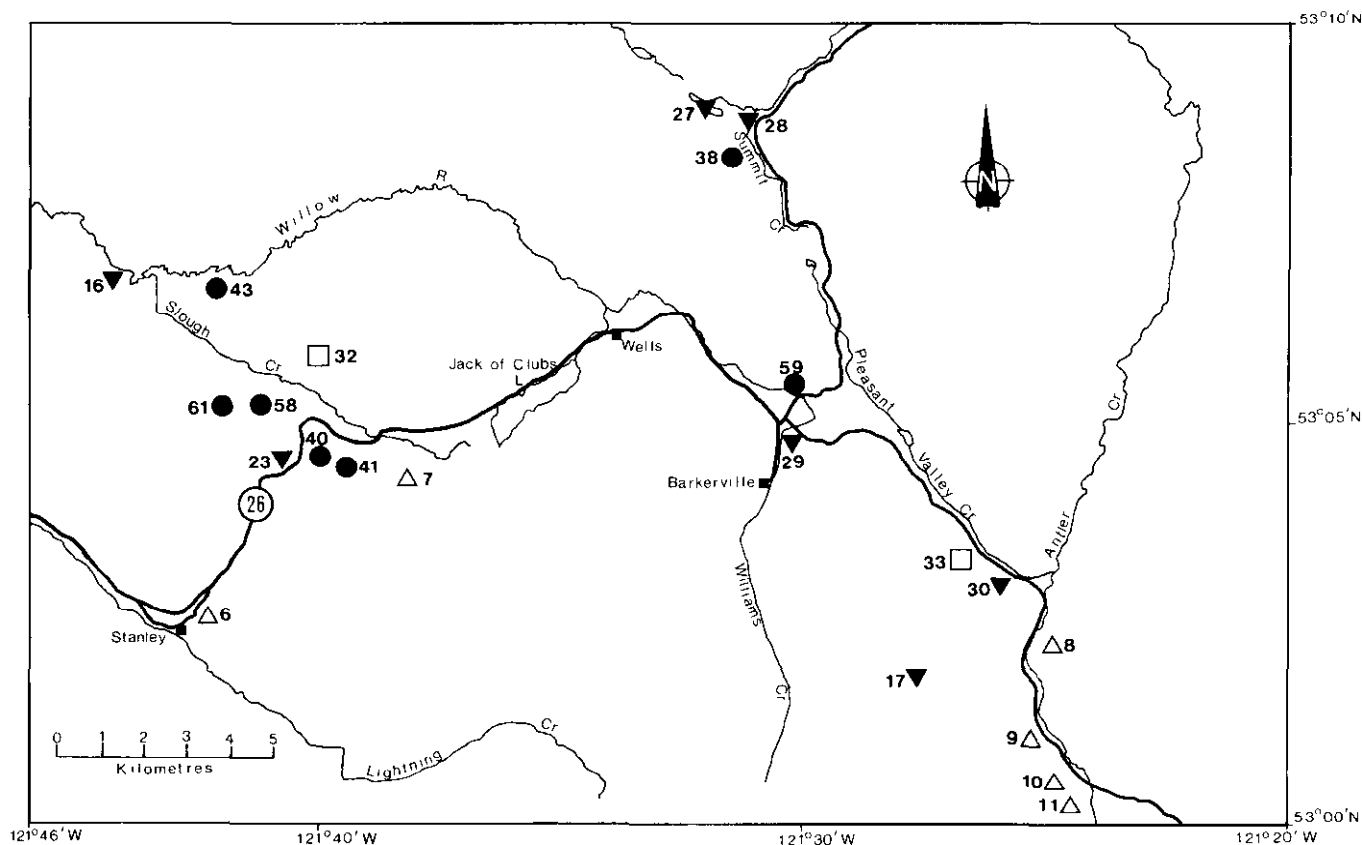 53°10'N
27
28
Summit
38
C
N
R
Willow
16
43
Slough
Cr
32
Wells
Jack of Clubs
L
59
Pleasant
61
58
53°05'N
40
23
41
7
29
Cr
Valley Cr
Barkerville
26
Antler
33
30
Williams
6
Stanley
8
17
Cr
0 1 2 3 4 5
Kilometres
Lightning
Cr
9
10
11
53°00'N
121°46'W
121°40'W
121°30'W
121°20'W